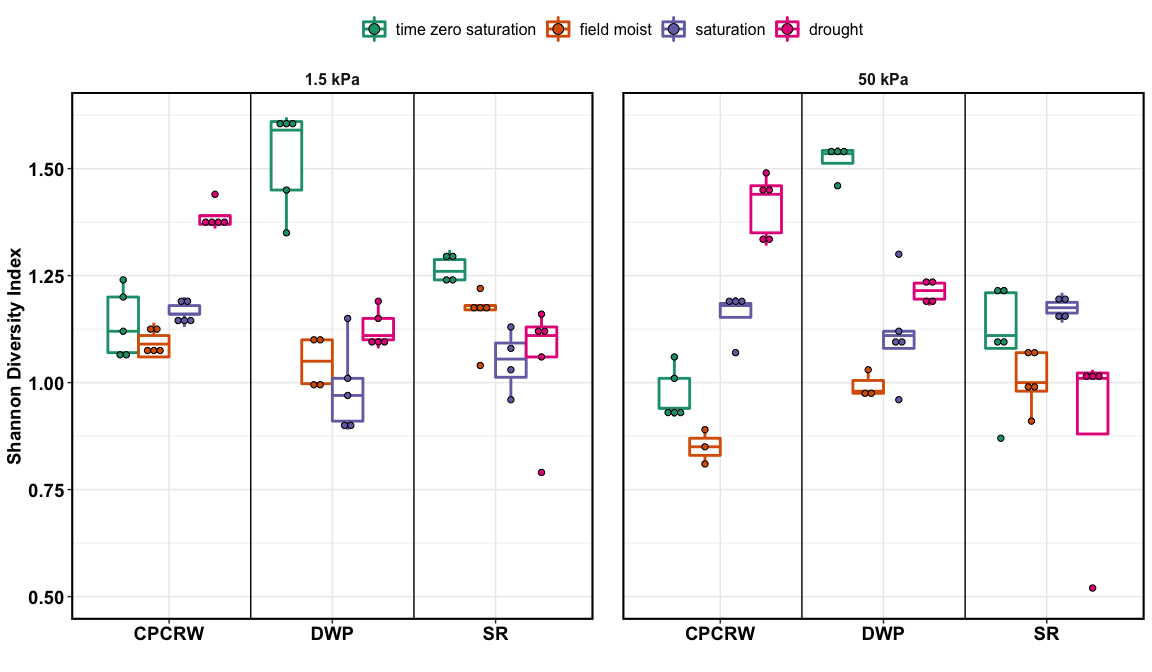 time zero saturation field moist saturation drought
1.5 kPa 50 kPa
1.50
1.25
1.00
0.75
0.50
Shannon Diversity Index
CPCRW DWP SR CPCRW DWP SR